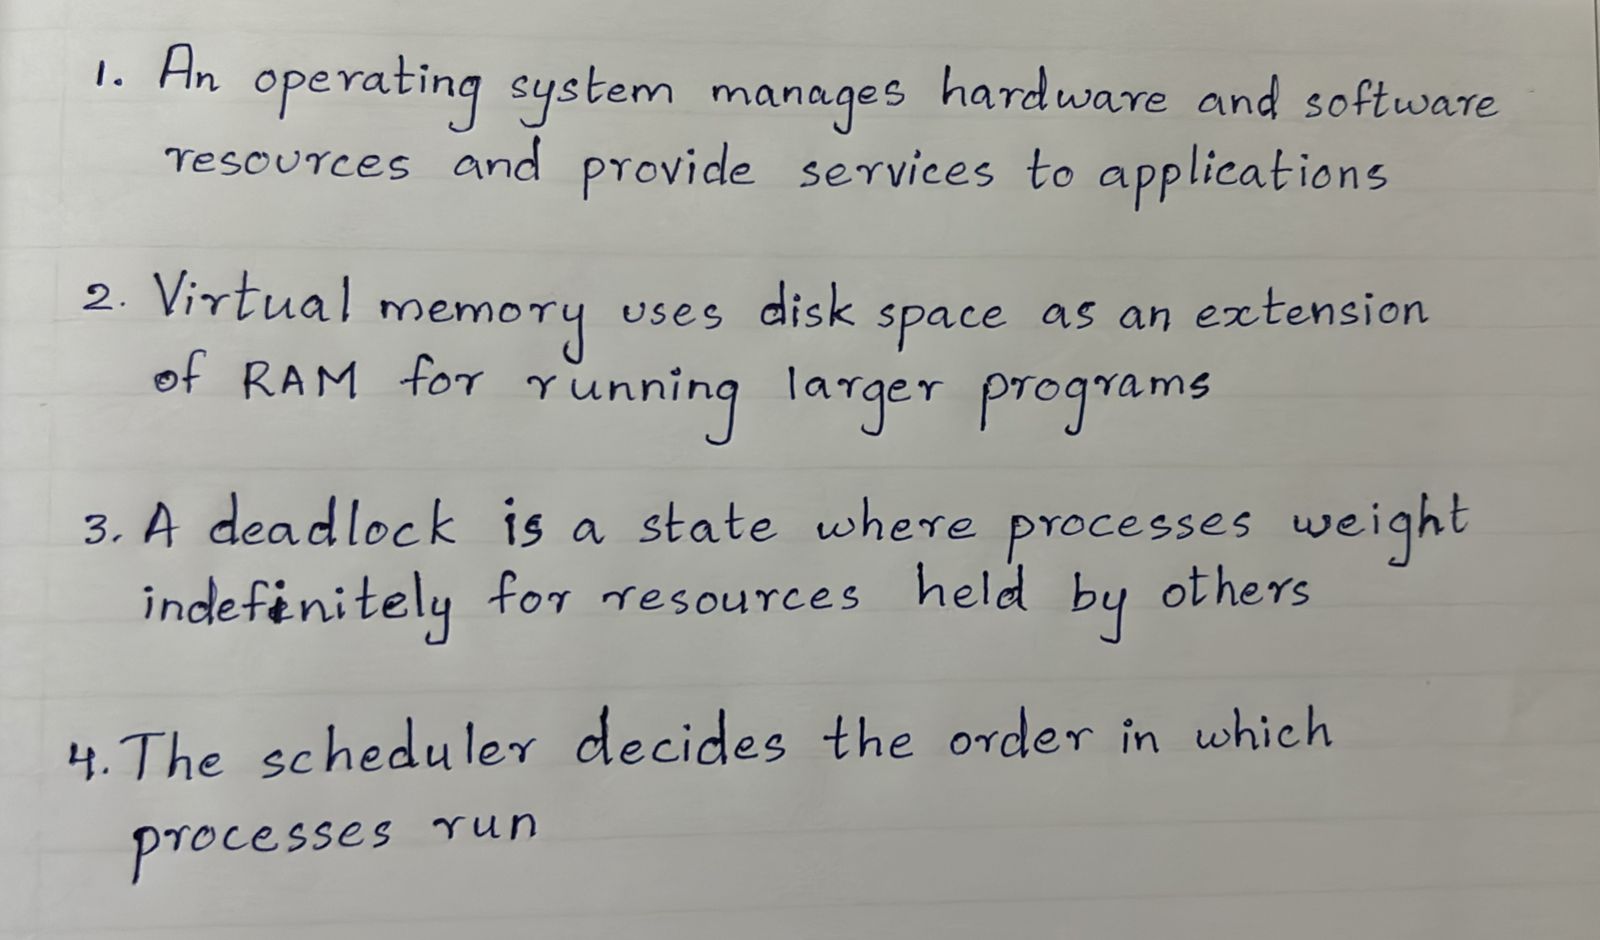 1. An operating system manages hardware and software
resources and provide services to applications
2. Virtual memory uses disk space as an extension
of RAM for running larger programs
3. A deadlock is a state where processes weight
indefinitely for resources held by others
4. The scheduler decides the order in which
processes run